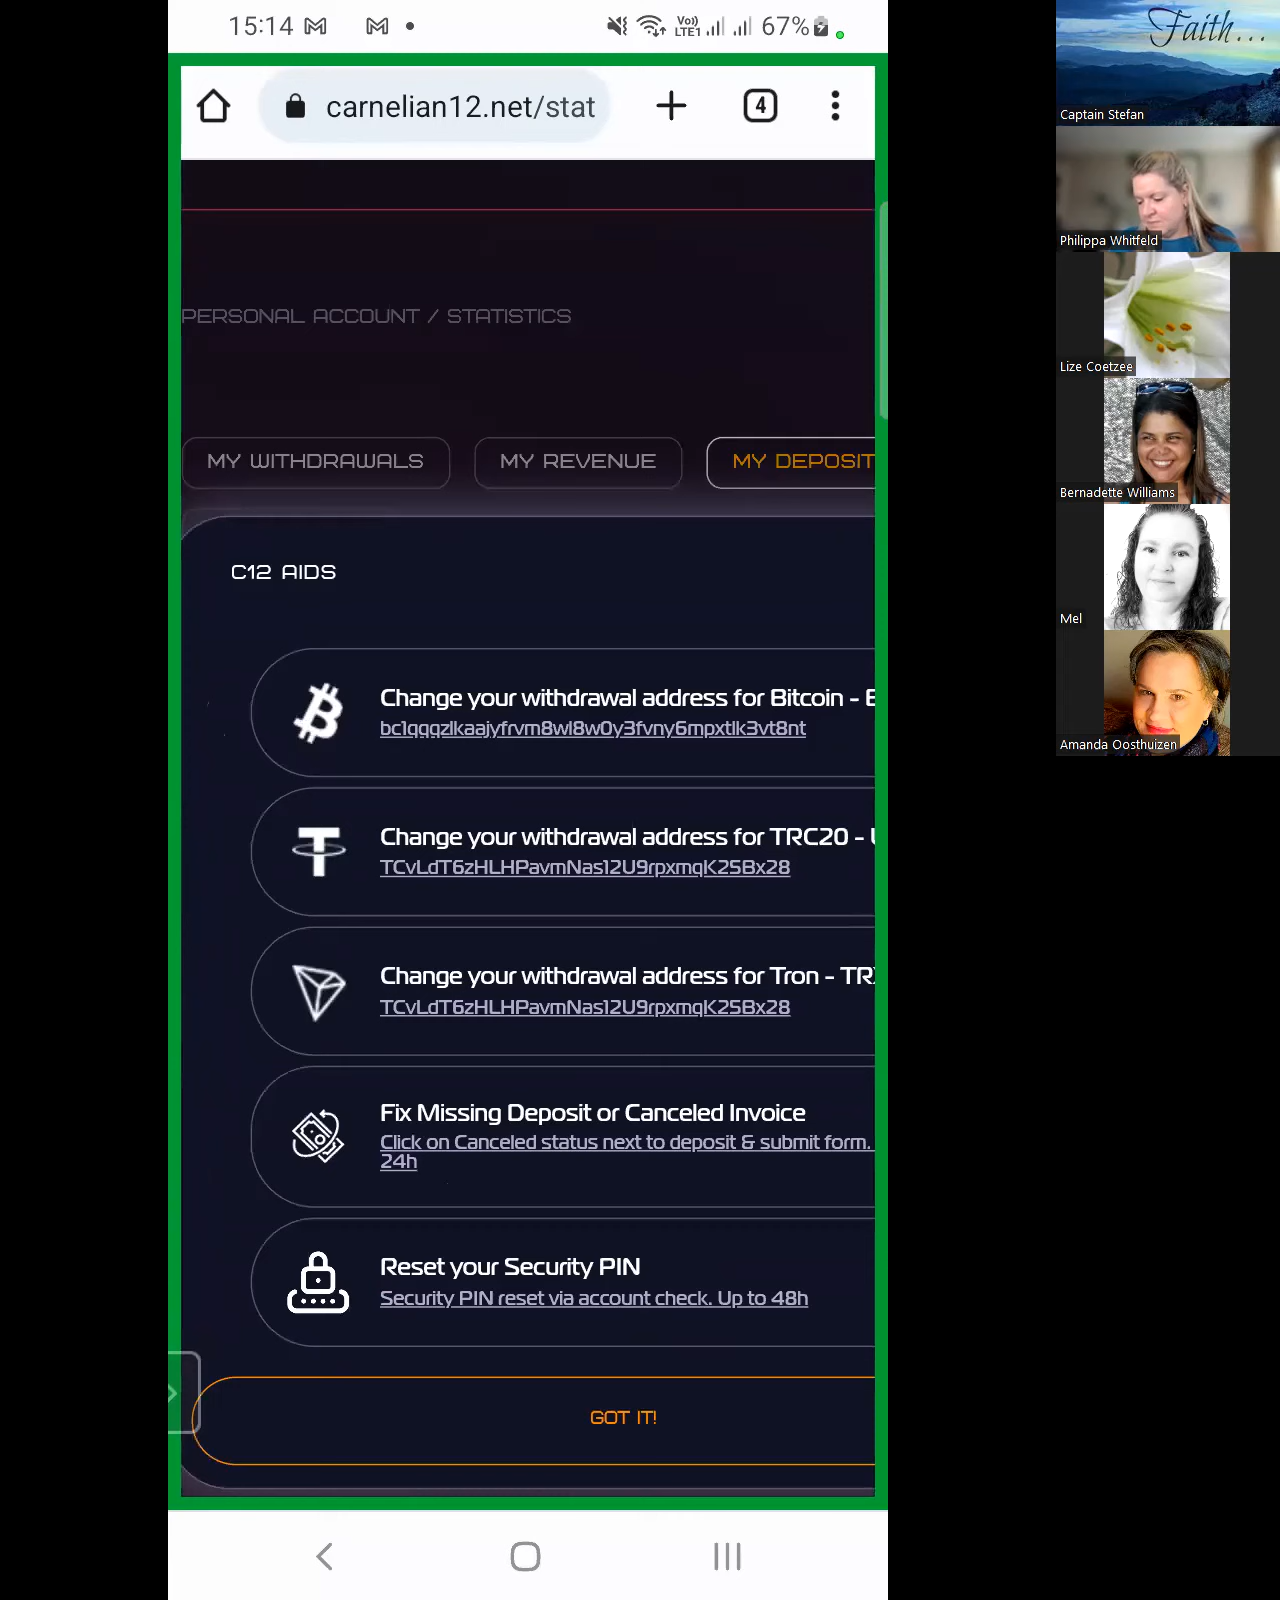 15:14
Vo)) LTE1
67%
carnelian12.net/stat
4
PERSONAL ACCOUNT / STATISTICS
MY WITHDRAWALS
MY REVENUE
MY DEPOSIT
C12 AIDS
Change your withdrawal address for Bitcoin -
bc1qqqzlkaajyfrvm8wl8w0y3fvny6mpxtlk3vt8nt
Change your withdrawal address for TRC20 -
TCvLdT6zHLHPavmNas12U9rpxmqK25Bx28
Change your withdrawal address for Tron - TRX
TCvLdT6zHLHPavmNas12U9rpxmqK25Bx28
Fix Missing Deposit or Canceled Invoice
Click on Canceled status next to deposit & submit form.
24h
Reset your Security PIN
Security PIN reset via account check. Up to 48h
GOT IT!
Faith...
Captain Stefan
Philippa Whitfeld
Lize Coetzee
Bernadette Williams
Mel
Amanda Oosthuizen